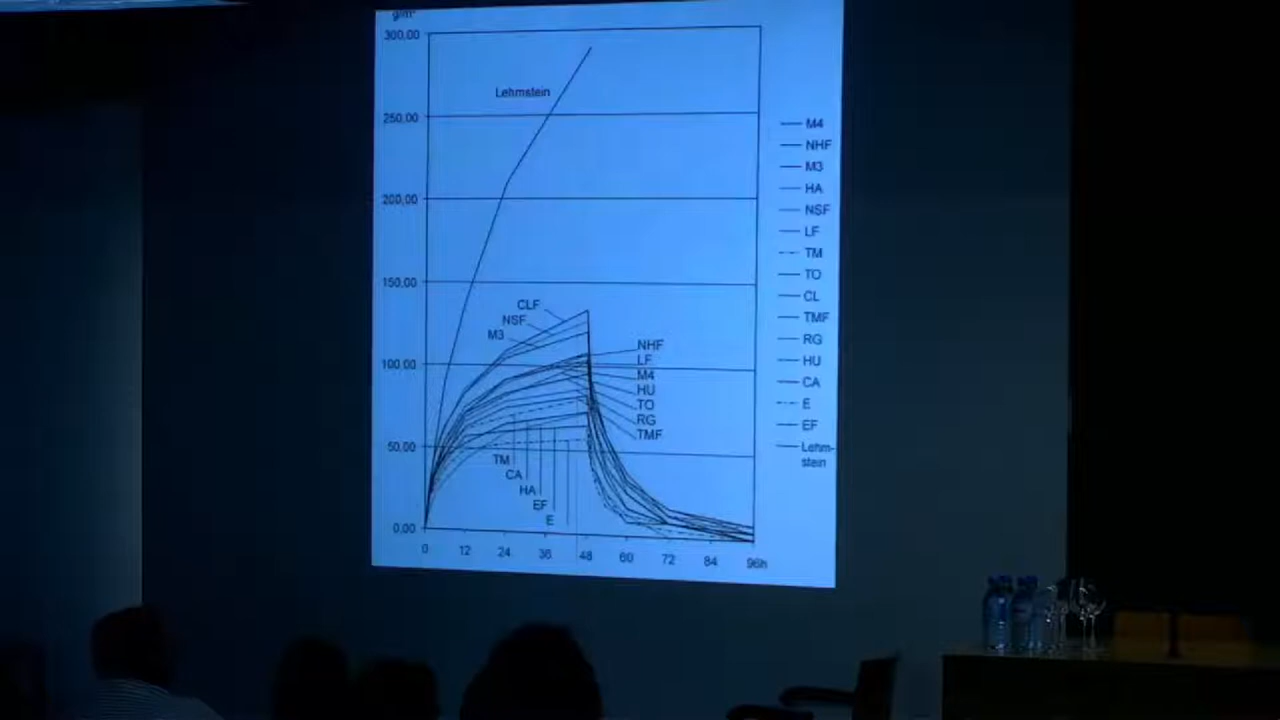 g/m²
300,00
Lehmstein
250,00
200,00
150,00
100,00
50,00
0,00
CLF
NSF
M3
NHF
LF
M4
HU
TO
RG
TMF
TM
CA
HA
EF
E
0 12 24 36 48 60 72 84 96h
M4
NHF
M3
HA
NSF
LF
TM
TO
CL
TMF
RG
HU
CA
E
EF
Lehm-
stein